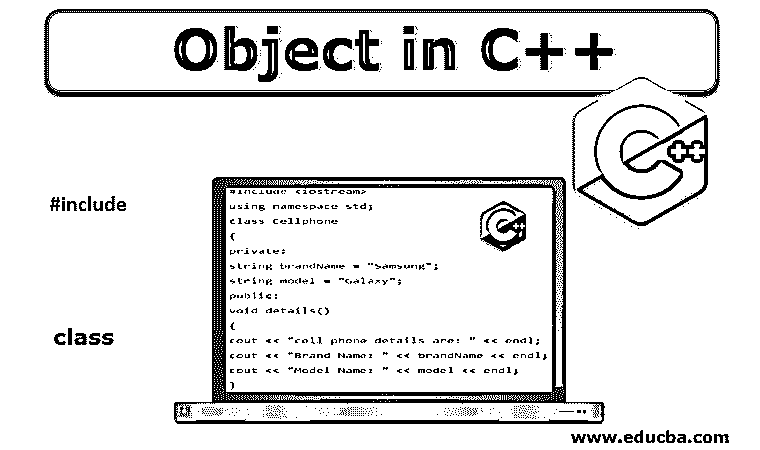 Object in C++
C++
#include
#include <iostream>
using namespace std;
class Cellphone
{
private:
string brandName = "Samsung";
string model = "Galaxy";
public:
void details()
{
cout << "cell phone details are: " << endl;
cout << "Brand Name: " << brandName << endl;
cout << "Model Name: " << model << endl;
}
class
www.educba.com